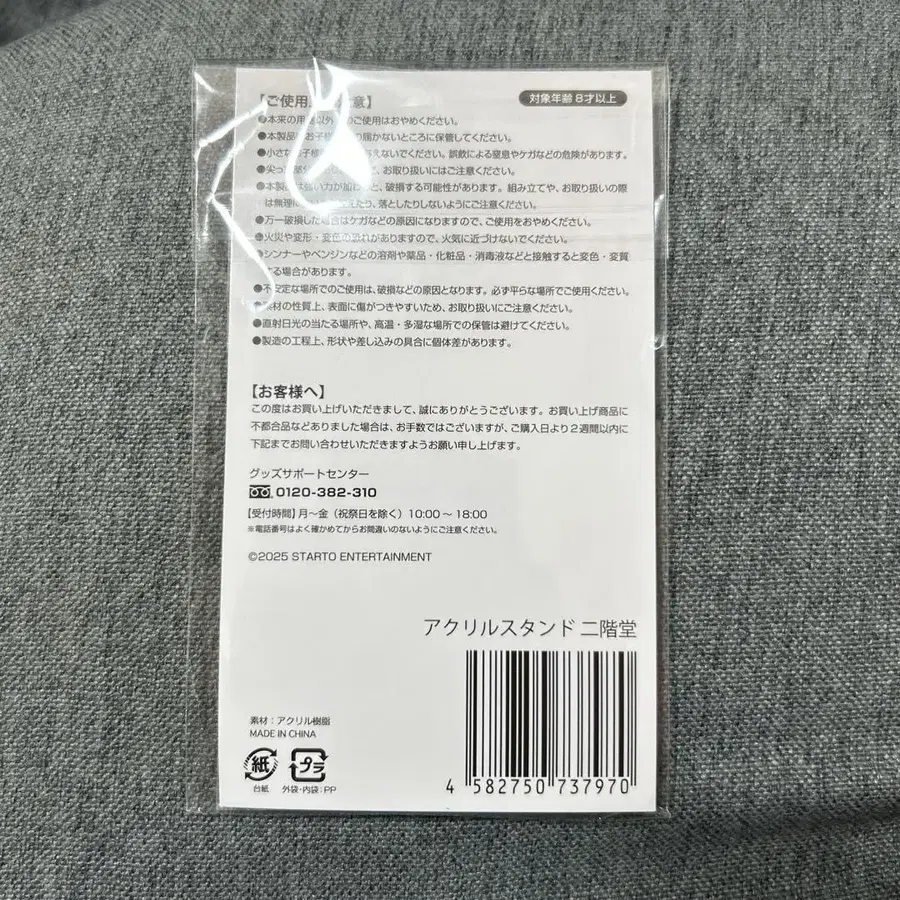 【ご使用 意】
対象年齢 8才以上
●本来の用途以外のご使用はおやめください。
●本製品 お子様 の届かないところに保管してください。
●小さなお子様 与えないでください。誤飲による窒息やケガなどの危険があります。
●尖った部分 お取り扱いにはご注意ください。
●本製品は強い力が加わると、破損する可能性があります。組み立てや、お取り扱いの際
は無理に たり、落としたりしないようにご注意ください。
●万一破損した場合はケガなどの原因になりますので、ご使用をおやめください。
●火災や変形・変色の恐れがありますので、火気に近づけないでください。
●シンナーやベンジンなどの溶剤や薬品・化粧品・消毒液などと接触すると変色・変質
する場合があります。
●不安定な場所でのご使用は、破損などの原因となります。必ず平らな場所でご使用ください。
●素材の性質上、表面に傷がつきやすいため、お取り扱いにご注意ください。
●直射日光の当たる場所や、高温・多湿な場所での保管は避けてください。
●製造の工程上、形状や差し込みの具合に個体差があります。
【お客様へ】
この度はお買い上げいただきまして、誠にありがとうございます。お買い上げ商品に
不都合品などありました場合は、お手数ではございますが、ご購入日より2週間以内に
下記までお問い合わせいただきますようお願い申し上げます。
グッズサポートセンター
0120-382-310
【受付時間】月〜金（祝祭日を除く）10:00〜18:00
※電話番号はよく確かめてからお間違いのないようにご注意ください。
©2025 STARTO ENTERTAINMENT
アクリルスタンド 二階堂
素材：アクリル樹脂
MADE IN CHINA
紙
プラ
台紙
外袋・内袋：PP
4 582750 737970